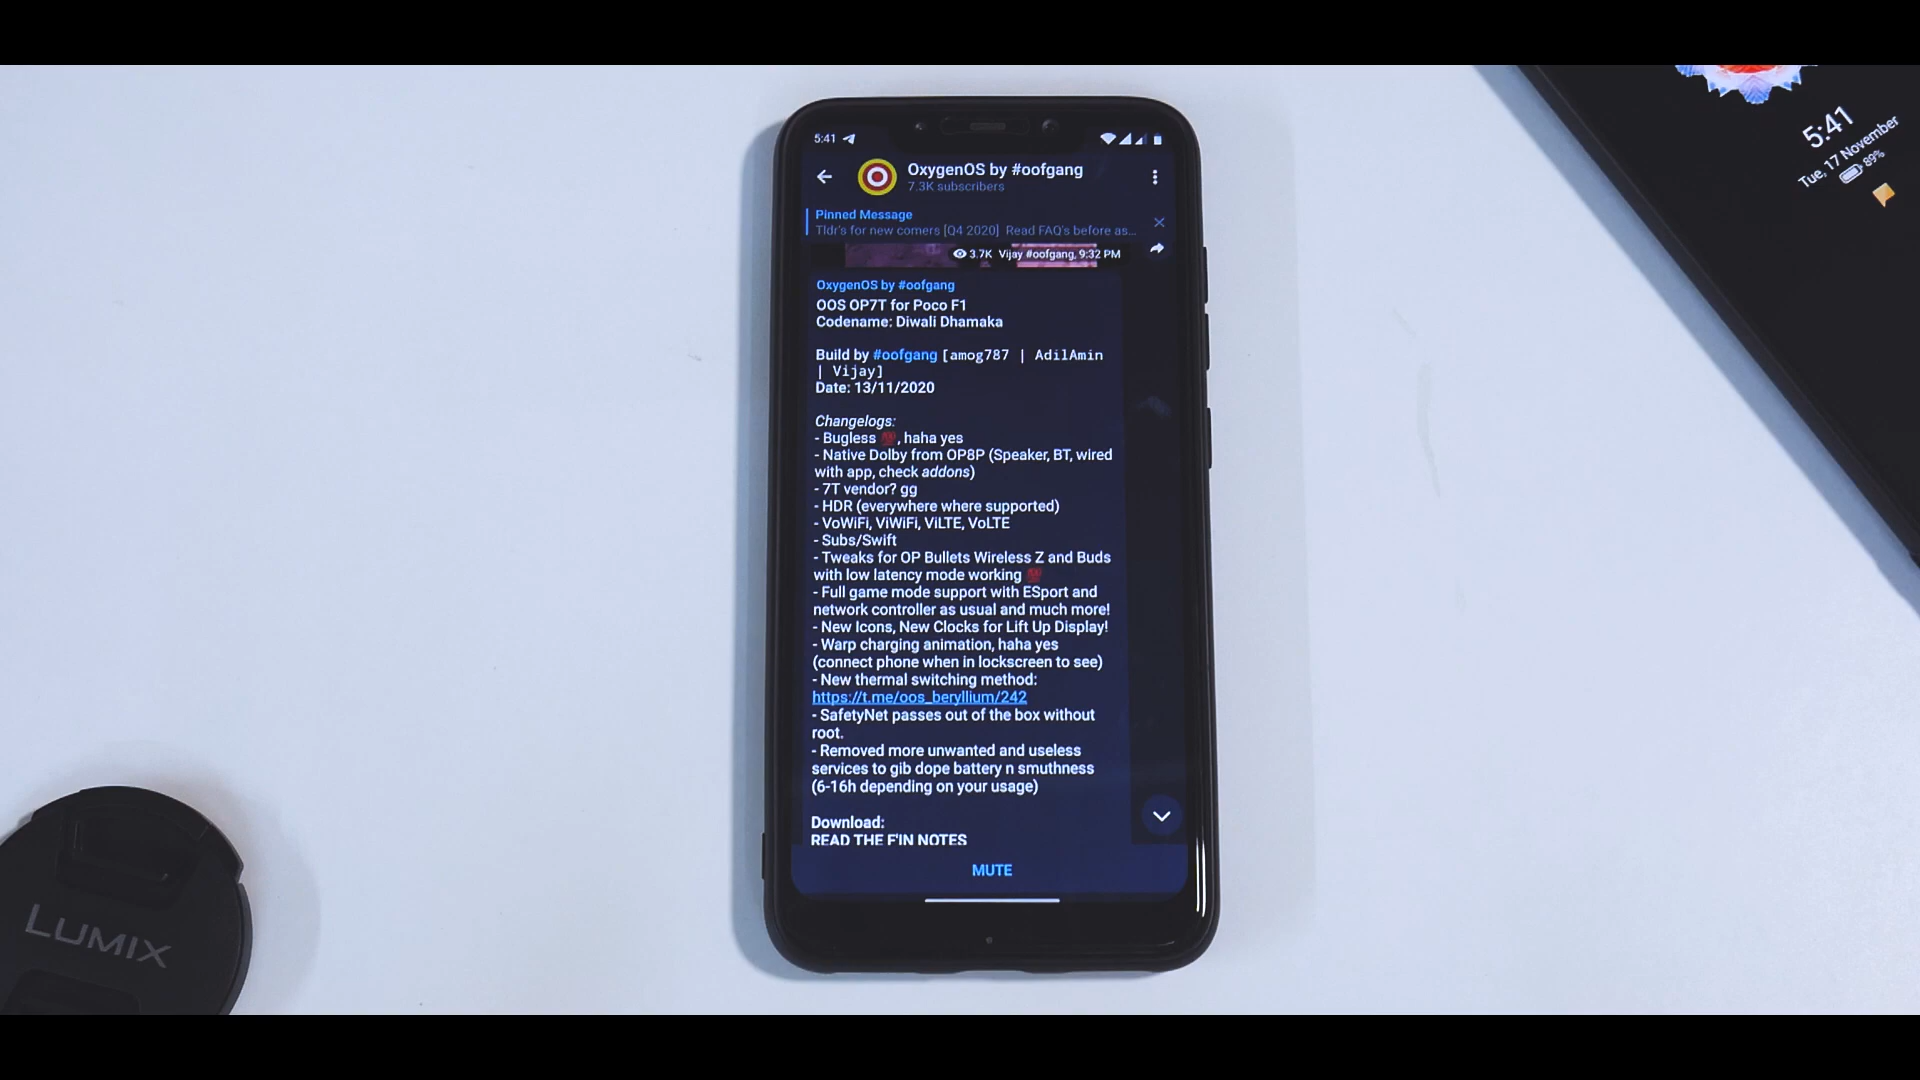 5:41
OxygenOS by #oofgang
7.3K subscribers
Pinned Message
Tldr's for new comers [Q4 2020] Read FAQ's before as...
3.7K Vijay #oofgang, 9:32 PM
OxygenOS by #oofgang
OOS OP7T for Poco F1
Codename: Diwali Dhamaka
Build by #oofgang [amog787 | AdilAmin
| Vijay]
Date: 13/11/2020
Changelogs:
- Bugless 💯, haha yes
- Native Dolby from OP8P (Speaker, BT, wired
with app, check addons)
- 7T vendor? gg
- HDR (everywhere where supported)
- VoWiFi, ViWiFi, ViLTE, VoLTE
- Subs/Swift
- Tweaks for OP Bullets Wireless Z and Buds
with low latency mode working 💯
- Full game mode support with ESport and
network controller as usual and much more!
- New Icons, New Clocks for Lift Up Display!
- Warp charging animation, haha yes
(connect phone when in lockscreen to see)
- New thermal switching method:
https://t.me/oos_beryllium/242
- SafetyNet passes out of the box without
root.
- Removed more unwanted and useless
services to gib dope battery n smuthness
(6-16h depending on your usage)
Download:
READ THE F'IN NOTES
MUTE
5:41
Tue, 17 November
89%
LUMIX